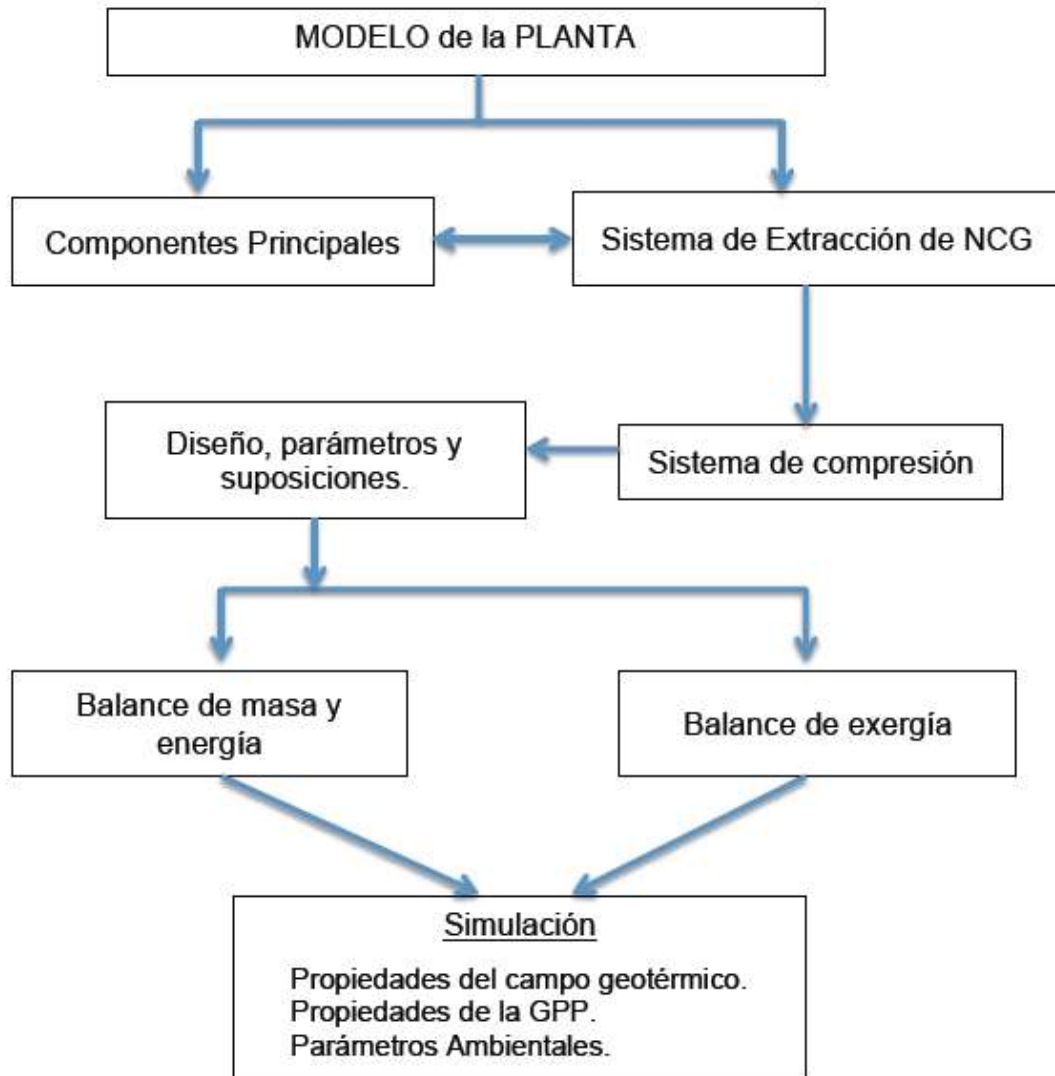 MODELO de la PLANTA
Componentes Principales
Sistema de Extracción de NCG
Diseño, parámetros y
suposiciones.
Sistema de compresión
Balance de masa y
energía
Balance de exergía
Simulación
Propiedades del campo geotérmico.
Propiedades de la GPP.
Parámetros Ambientales.